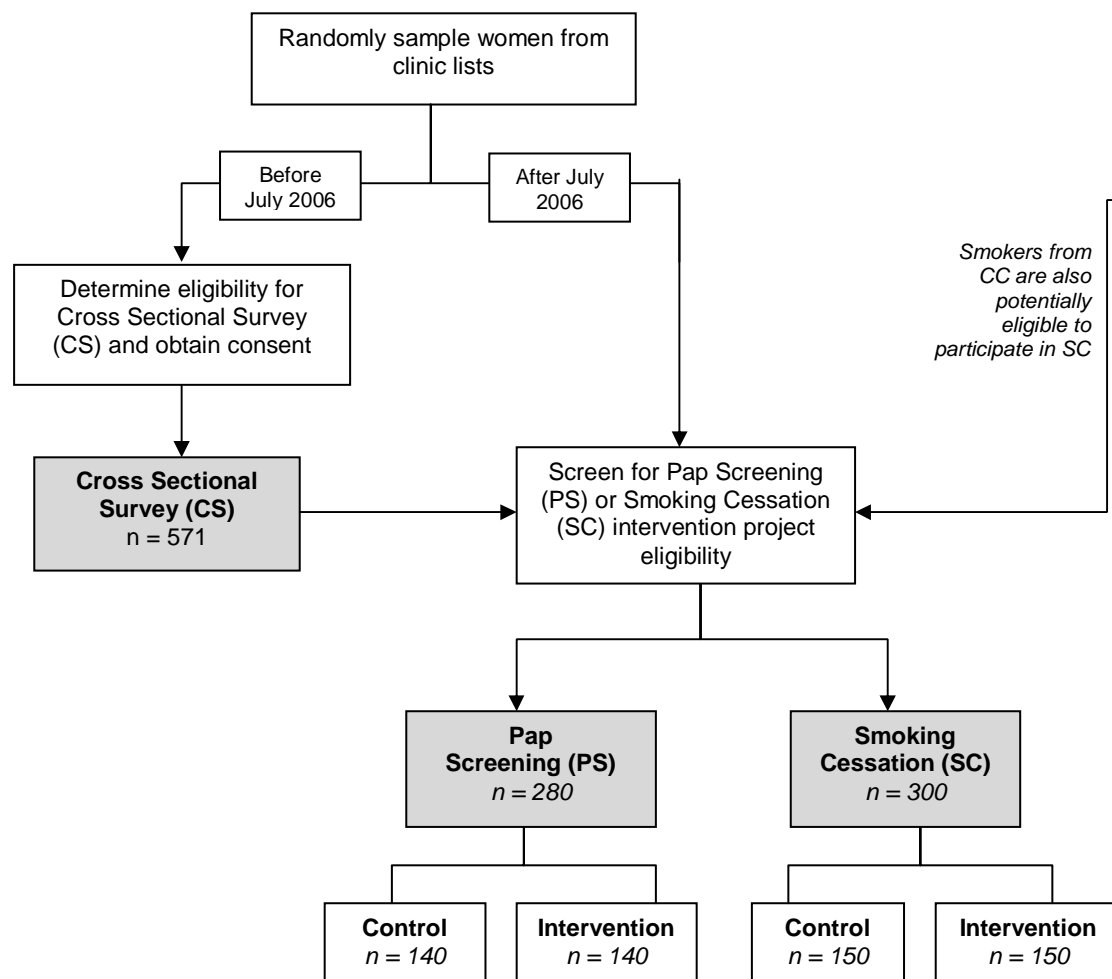 Randomly sample women from
clinic lists
Before
July 2006
After July
2006
Smokers from
CC are also
potentially
eligible to
participate in SC
Determine eligibility for
Cross Sectional Survey
(CS) and obtain consent
Cross Sectional
Survey (CS)
n = 571
Screen for Pap Screening
(PS) or Smoking Cessation
(SC) intervention project
eligibility
Pap
Screening (PS)
n = 280
Smoking
Cessation (SC)
n = 300
Control
n = 140
Intervention
n = 140
Control
n = 150
Intervention
n = 150